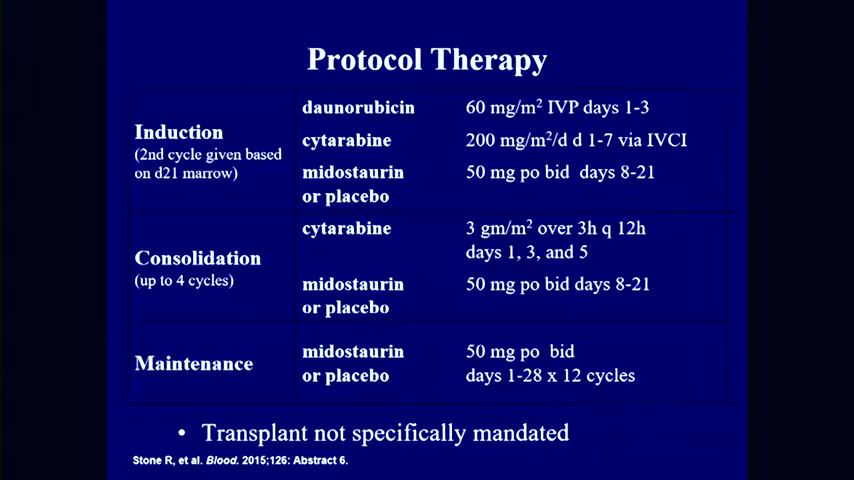 Protocol Therapy
Induction
(2nd cycle given based
on d21 marrow)
daunorubicin 60 mg/m² IVP days 1-3
cytarabine 200 mg/m²/d d 1-7 via IVCI
midostaurin 50 mg po bid days 8-21
or placebo
Consolidation
(up to 4 cycles)
cytarabine 3 gm/m² over 3h q 12h
days 1, 3, and 5
midostaurin 50 mg po bid days 8-21
or placebo
Maintenance
midostaurin 50 mg po bid
or placebo days 1-28 x 12 cycles
• Transplant not specifically mandated
Stone R, et al. Blood. 2015;126: Abstract 6.